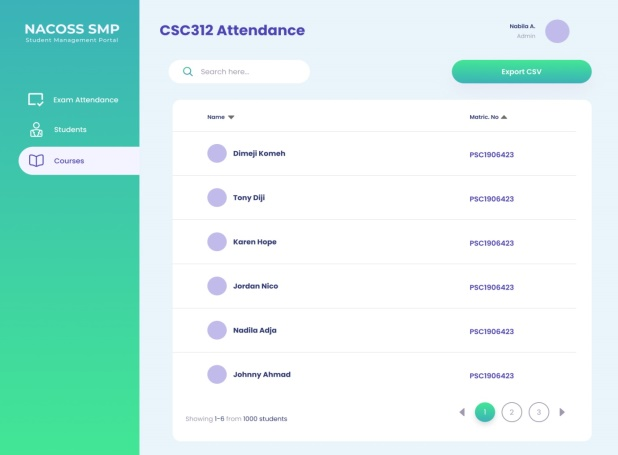 NACOSS SMP
Student Management Portal
Exam Attendance
Students
Courses
CSC312 Attendance
Nabila A.
Admin
Search here...
Export CSV
Name
Matric. No
Dimeji Komeh
PSC1906423
Tony Diji
PSC1906423
Karen Hope
PSC1906423
Jordan Nico
PSC1906423
Nadila Adja
PSC1906423
Johnny Ahmad
PSC1906423
Showing 1-6 from 1000 students
1 2 3